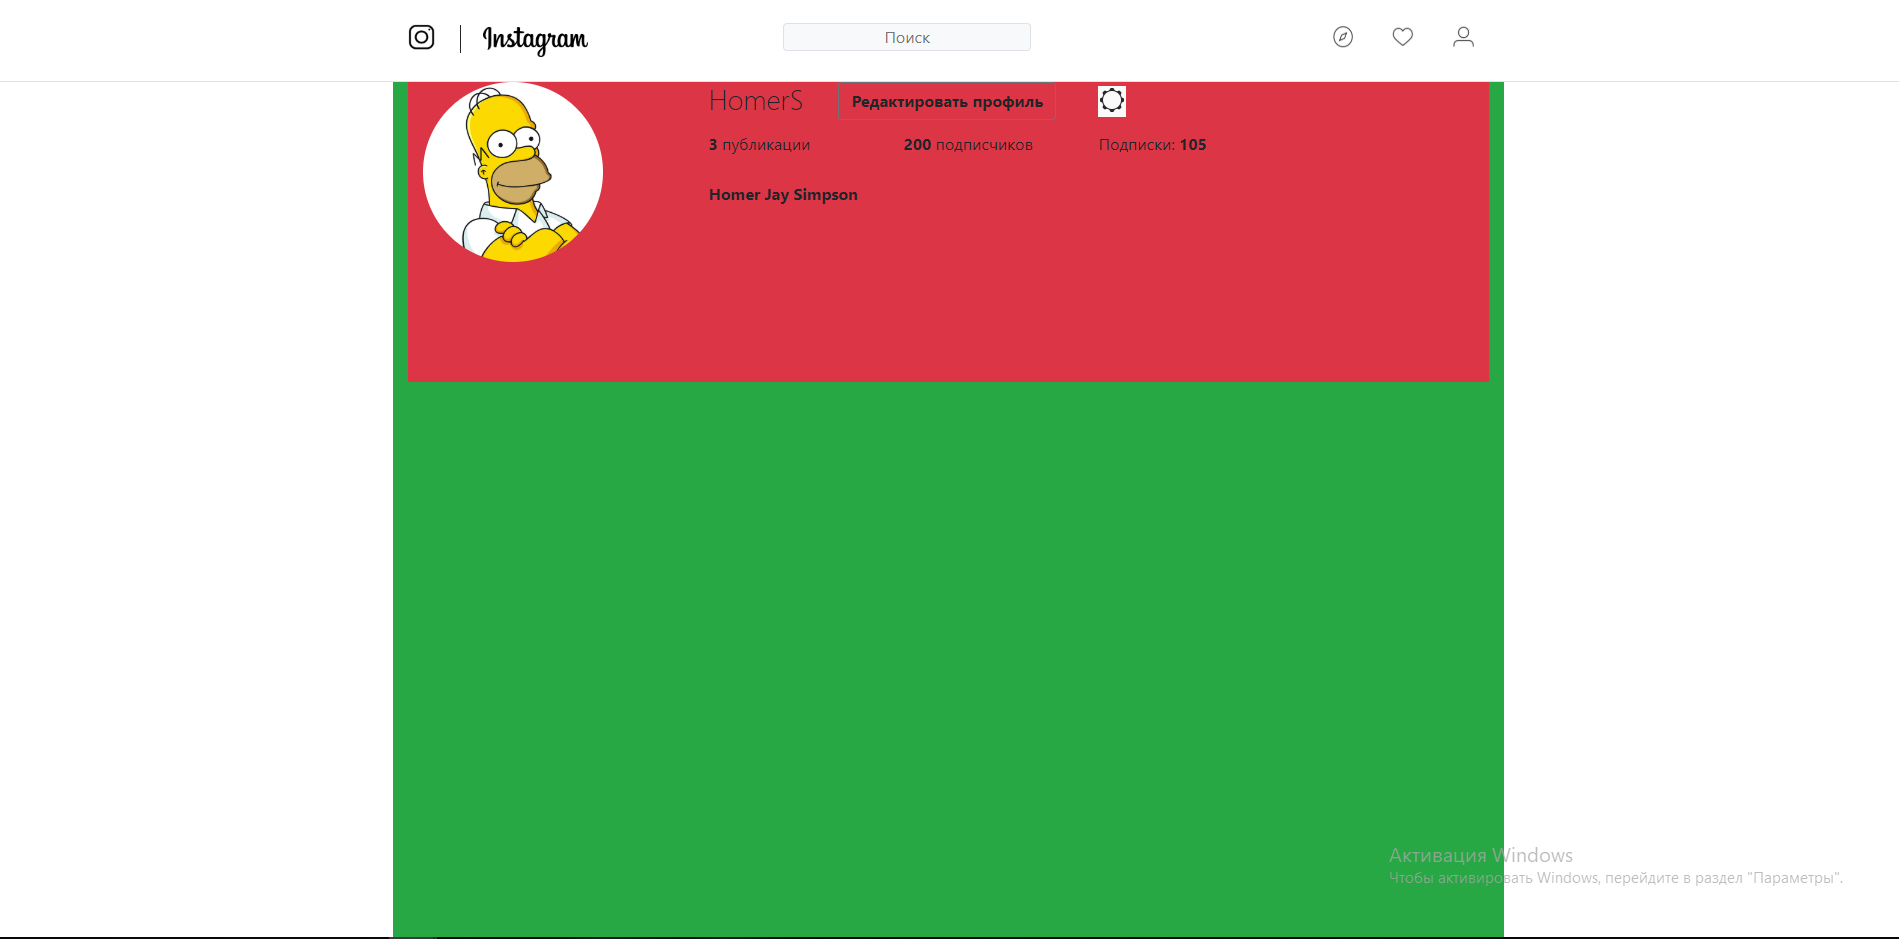 Instagram
Поиск
HomerS
Редактировать профиль
3 публикации
200 подписчиков
Подписки: 105
Homer Jay Simpson
Активация Windows
Чтобы активировать Windows, перейдите в раздел "Параметры".